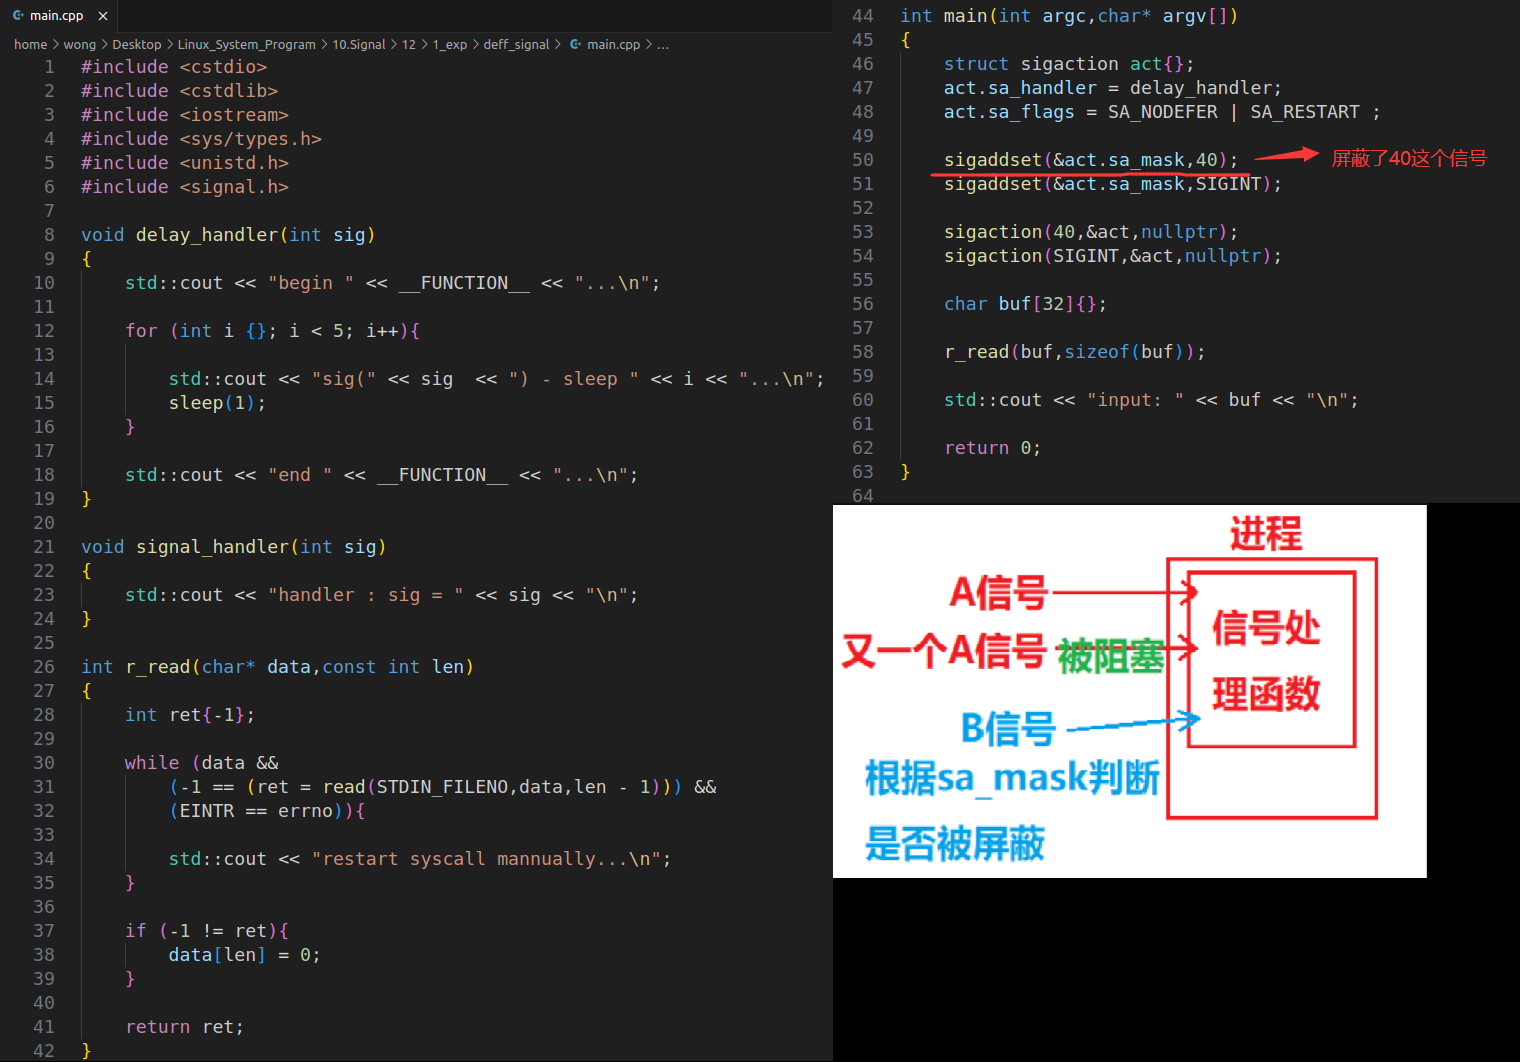 main.cpp
home > wong > Desktop > Linux_System_Program > 10.Signal > 12 > 1_exp > deff_signal > main.cpp > ...
1 #include <cstdio>
2 #include <cstdlib>
3 #include <iostream>
4 #include <sys/types.h>
5 #include <unistd.h>
6 #include <signal.h>
7
8 void delay_handler(int sig)
9 {
10     std::cout << "begin " << __FUNCTION__ << "...\n";
11
12     for (int i {}; i < 5; i++){
13
14         std::cout << "sig(" << sig  << ") - sleep " << i << "...\n";
15         sleep(1);
16     }
17
18     std::cout << "end " << __FUNCTION__ << "...\n";
19 }
20
21 void signal_handler(int sig)
22 {
23     std::cout << "handler : sig = " << sig << "\n";
24 }
25
26 int r_read(char* data,const int len)
27 {
28     int ret{-1};
29
30     while (data &&
31         (-1 == (ret = read(STDIN_FILENO,data,len - 1))) &&
32         (EINTR == errno)){
33
34         std::cout << "restart syscall mannually...\n";
35     }
36
37     if (-1 != ret){
38         data[len] = 0;
39     }
40
41     return ret;
42 }
44 int main(int argc,char* argv[])
45 {
46     struct sigaction act{};
47     act.sa_handler = delay_handler;
48     act.sa_flags = SA_NODEFER | SA_RESTART ;
49
50     sigaddset(&act.sa_mask,40); 屏蔽了40这个信号
51     sigaddset(&act.sa_mask,SIGINT);
52
53     sigaction(40,&act,nullptr);
54     sigaction(SIGINT,&act,nullptr);
55
56     char buf[32]{};
57
58     r_read(buf,sizeof(buf));
59
60     std::cout << "input: " << buf << "\n";
61
62     return 0;
63 }
64
进程
A信号
又一个A信号 被阻塞
B信号
根据sa_mask判断
是否被屏蔽
信号处
理函数